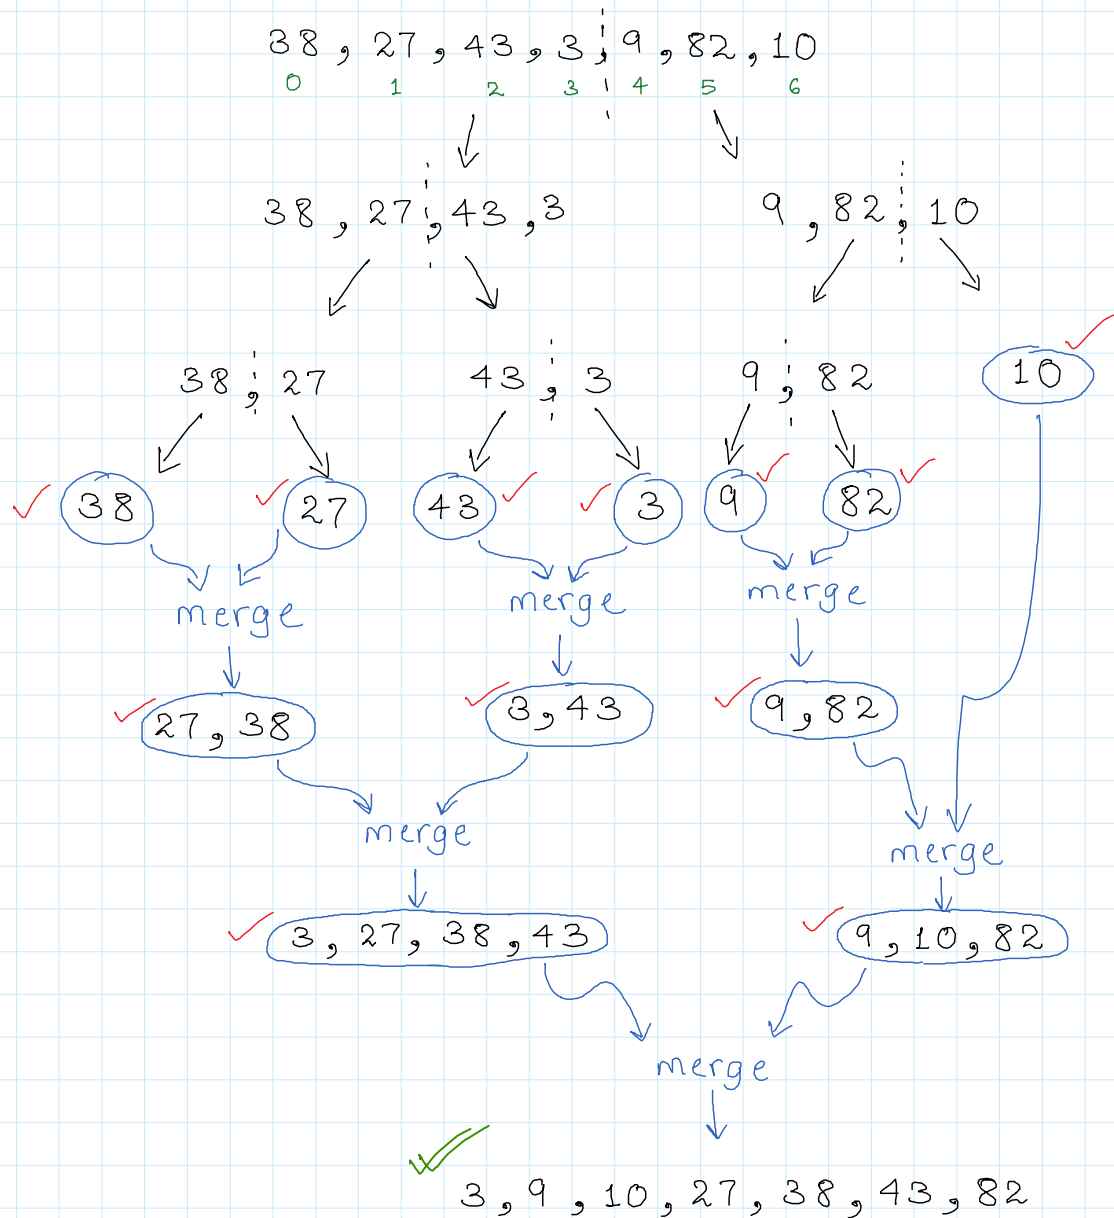 38, 27, 43, 3, 9, 82, 10
0 1 2 3 4 5 6
38, 27, 43, 3 9, 82, 10
38, 27 43, 3 9, 82 10
38 27 43 3 9 82
merge merge merge
27, 38 3, 43 9, 82
merge merge
3, 27, 38, 43 9, 10, 82
merge
3, 9, 10, 27, 38, 43, 82